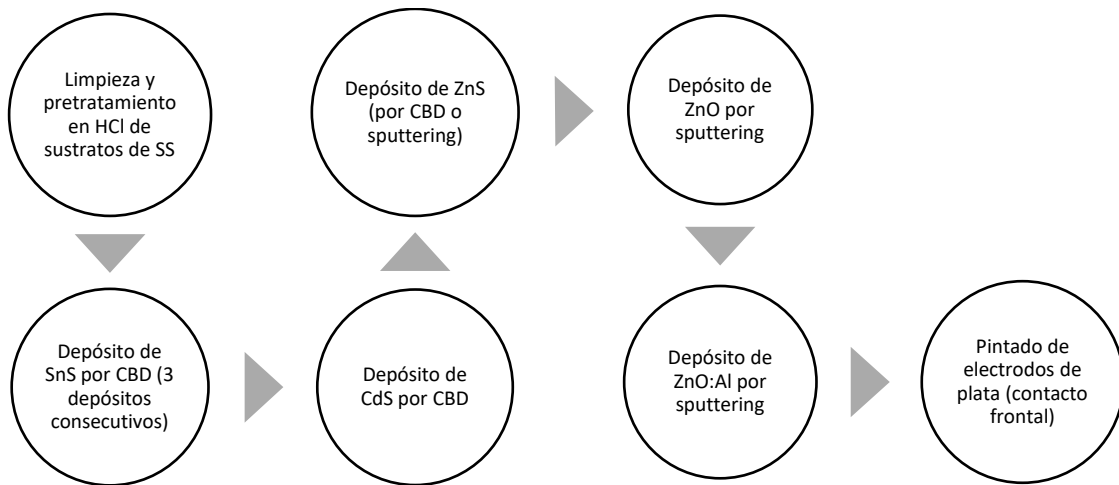 Limpieza y
pretratamiento
en HCl de
sustratos de SS
Depósito de
SnS por CBD (3
depósitos
consecutivos)
Depósito de
CdS por CBD
Depósito de ZnS
(por CBD o
sputtering)
Depósito de
ZnO por
sputtering
Depósito de
ZnO:Al por
sputtering
Pintado de
electrodos de
plata (contacto
frontal)